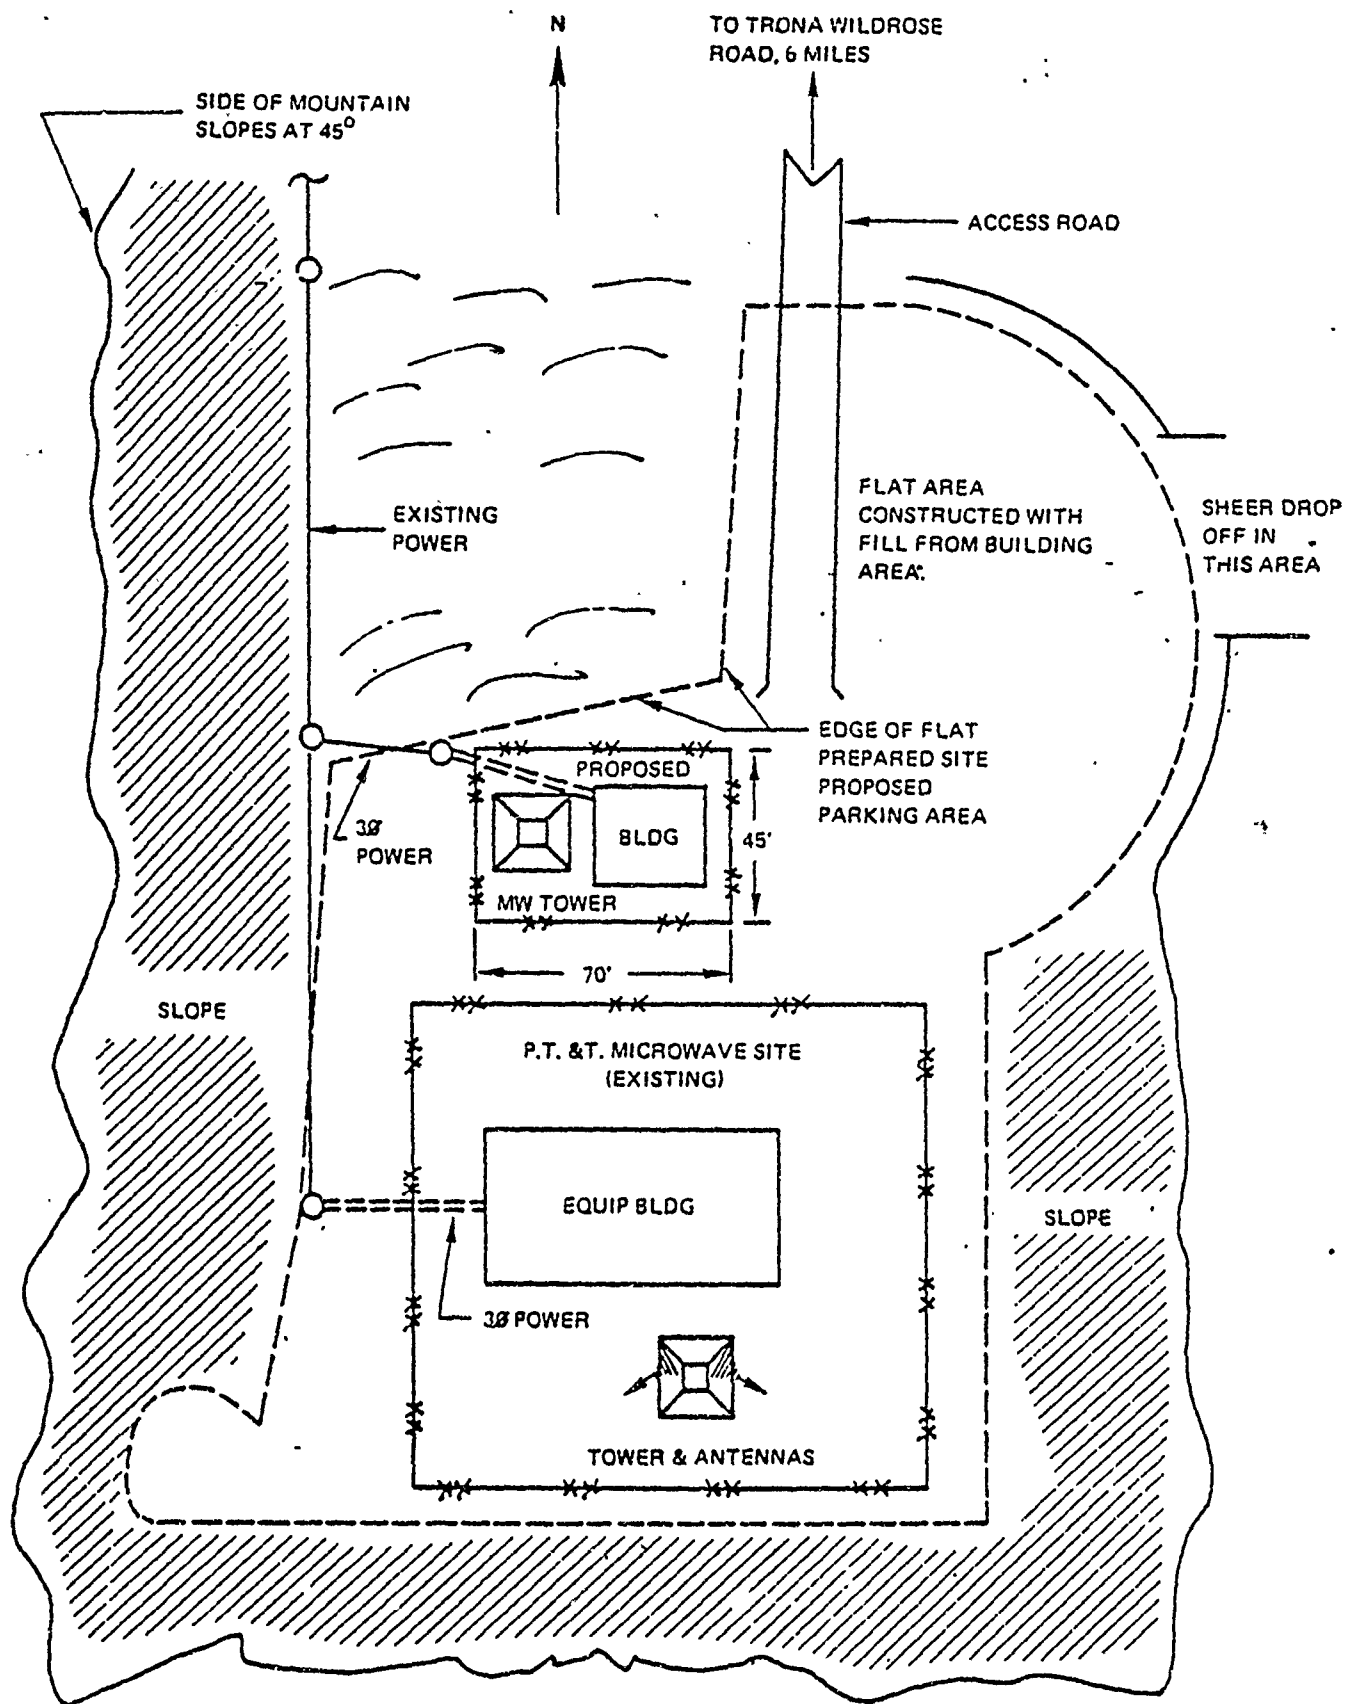 N
TO TRONA WILDROSE
ROAD, 6 MILES
SIDE OF MOUNTAIN
SLOPES AT 45°
ACCESS ROAD
EXISTING
POWER
FLAT AREA
CONSTRUCTED WITH
FILL FROM BUILDING
AREA.
SHEER DROP
OFF IN
THIS AREA
EDGE OF FLAT
PREPARED SITE
PROPOSED
PARKING AREA
PROPOSED
3Ø
POWER
BLDG
45'
MW TOWER
70'
SLOPE
P.T. &T. MICROWAVE SITE
(EXISTING)
EQUIP BLDG
SLOPE
3Ø POWER
TOWER & ANTENNAS